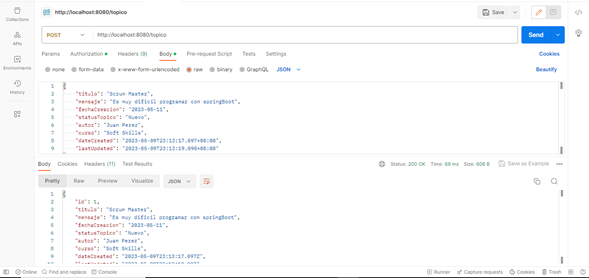 http://localhost:8080/topico
Save
POST
http://localhost:8080/topico
Send
Params Authorization Headers (9) Body Pre-request Script Tests Settings
Cookies
none form-data x-www-form-urlencoded raw binary GraphQL JSON
Beautify
1 {
2 "titulo": "Scrum Master",
3 "mensaje": "Es muy dificil programar con springBoot",
4 "fechaCreacion": "2023-05-11",
5 "statusTopico": "Nuevo",
6 "autor": "Juan Perez",
7 "curso": "Soft Skills",
8 "dateCreated": "2023-05-09T23:13:17.097+00:00",
9 "lastUpdated": "2023-05-09T23:13:19.890+00:00"
Body Cookies Headers (11) Test Results
Status: 200 OK Time: 69 ms Size: 606 B Save as Example
Pretty Raw Preview Visualize JSON
1 {
2 "id": 1,
3 "titulo": "Scrum Master",
4 "mensaje": "Es muy dificil programar con springBoot",
5 "fechaCreacion": "2023-05-11",
6 "statusTopico": "Nuevo",
7 "autor": "Juan Perez",
8 "curso": "Soft Skills",
9 "dateCreated": "2023-05-09T23:13:17.097Z",
Collections
APIs
Environments
History
Online Find and replace Console
Runner Capture requests Cookies Trash